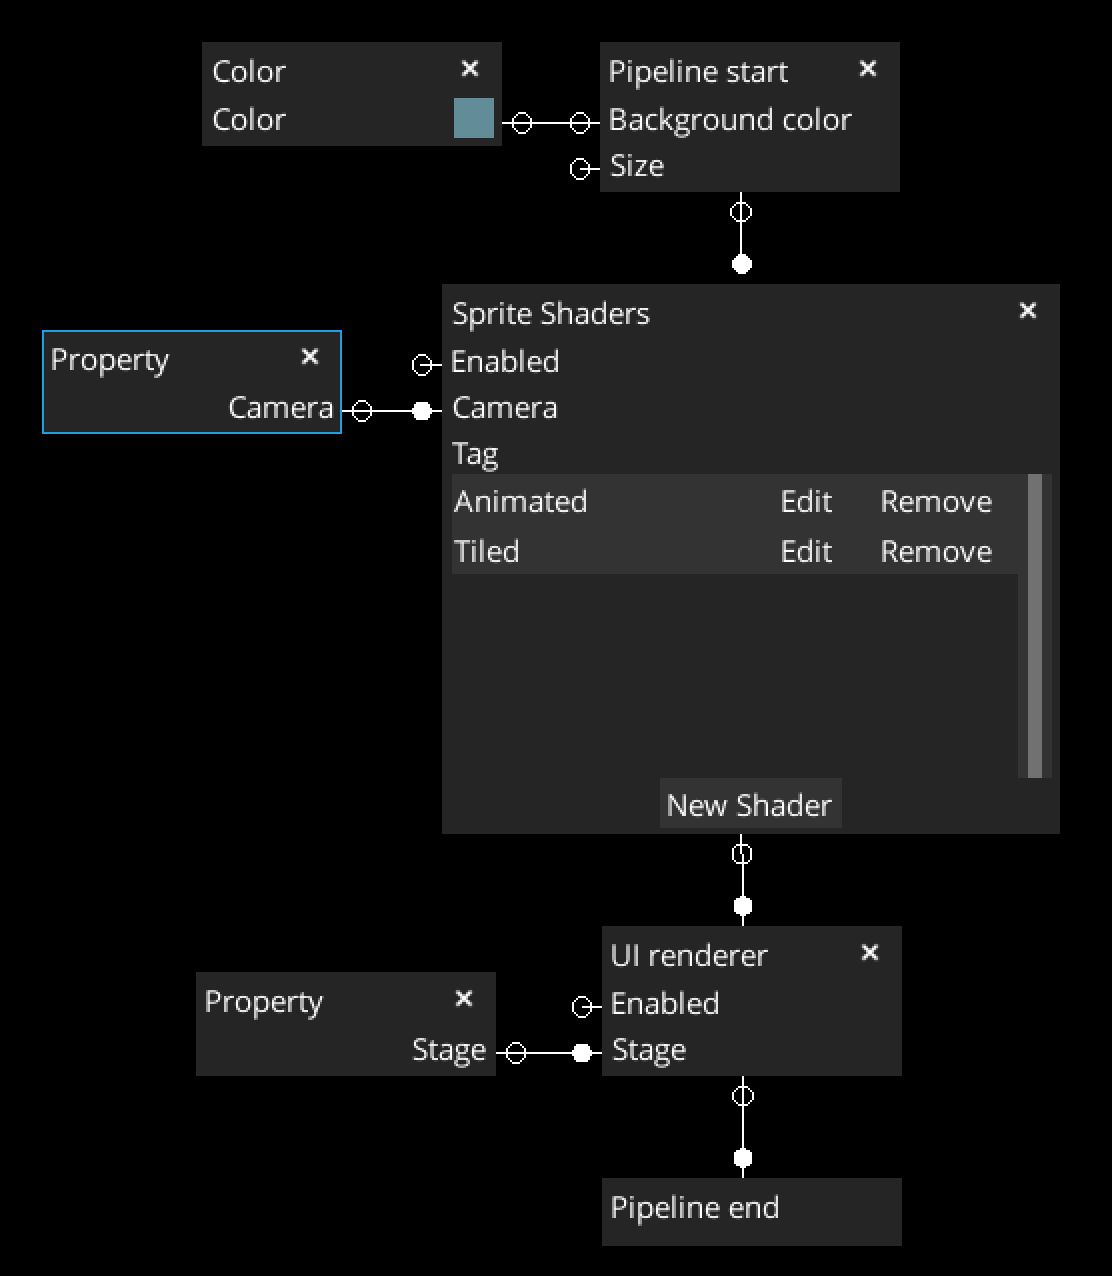 Color
Color
Pipeline start
Background color
Size
Property
Camera
Sprite Shaders
Enabled
Camera
Tag
Animated Edit Remove
Tiled Edit Remove
New Shader
Property
Stage
UI renderer
Enabled
Stage
Pipeline end